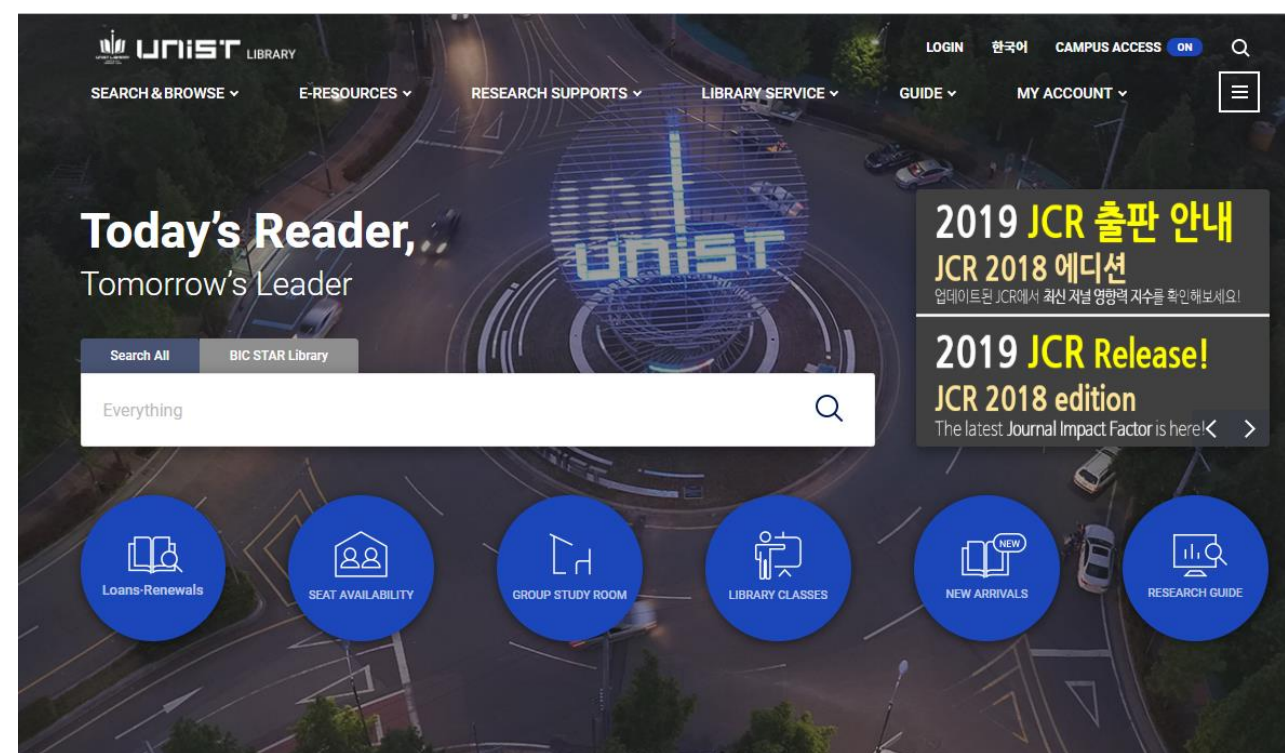 UNIST LIBRARY
LOGIN 한국어 CAMPUS ACCESS ON
SEARCH & BROWSE E-RESOURCES RESEARCH SUPPORTS LIBRARY SERVICE GUIDE MY ACCOUNT
UNIST
Today's Reader,
Tomorrow's Leader
Search All BIC STAR Library
Everything
2019 JCR 출판 안내
JCR 2018 에디션
업데이트된 JCR에서 최신 저널 영향력 지수를 확인해보세요!
2019 JCR Release!
JCR 2018 edition
The latest Journal Impact Factor is here!
Loans·Renewals
SEAT AVAILABILITY
GROUP STUDY ROOM
LIBRARY CLASSES
NEW
NEW ARRIVALS
RESEARCH GUIDE